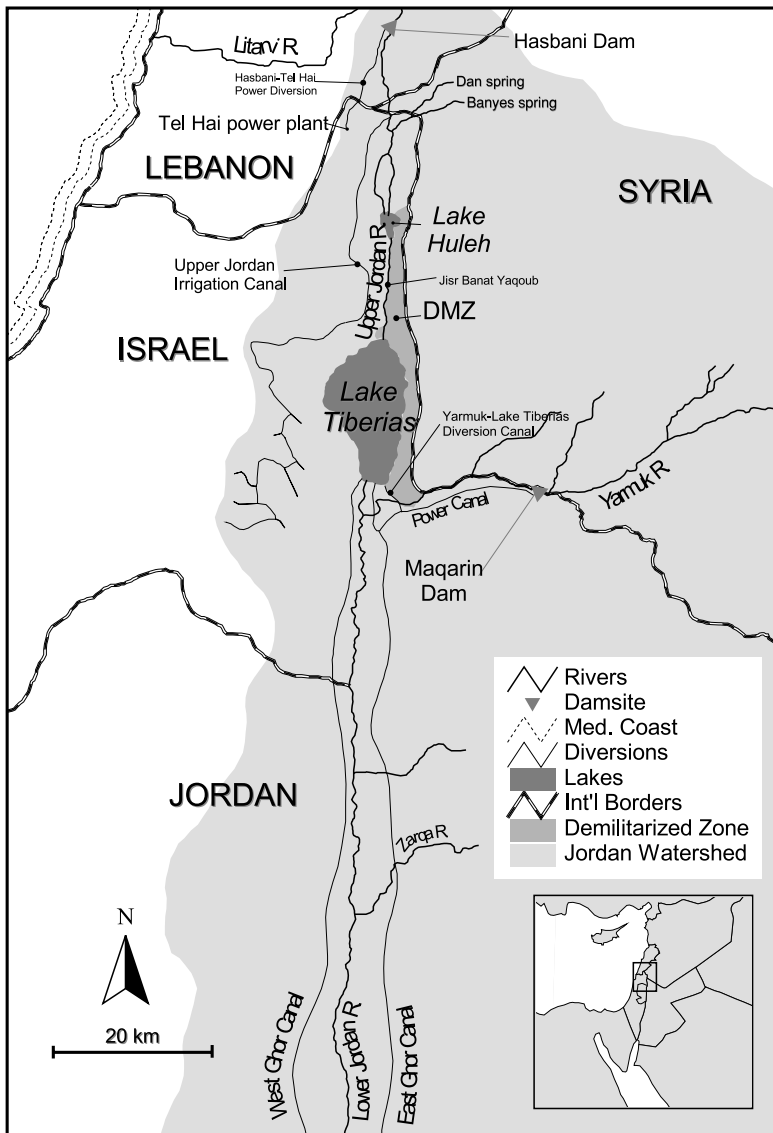 Litarvi R.
Hasbani Dam
Hasbani-Tel Hai
Power Diversion
Dan spring
Banyes spring
Tel Hai power plant
LEBANON
SYRIA
Lake
Huleh
Upper Jordan R
Upper Jordan
Irrigation Canal
Jisr Banat Yaqoub
DMZ
ISRAEL
Lake
Tiberias
Yarmuk-Lake Tiberias
Diversion Canal
Yarmuk R
Power Canal
Maqarin
Dam
Rivers
Damsite
Med. Coast
Diversions
Lakes
Int'l Borders
Demilitarized Zone
Jordan Watershed
JORDAN
Zarqa R
N
20 km
West Ghor Canal
Lower Jordan R
East Ghor Canal